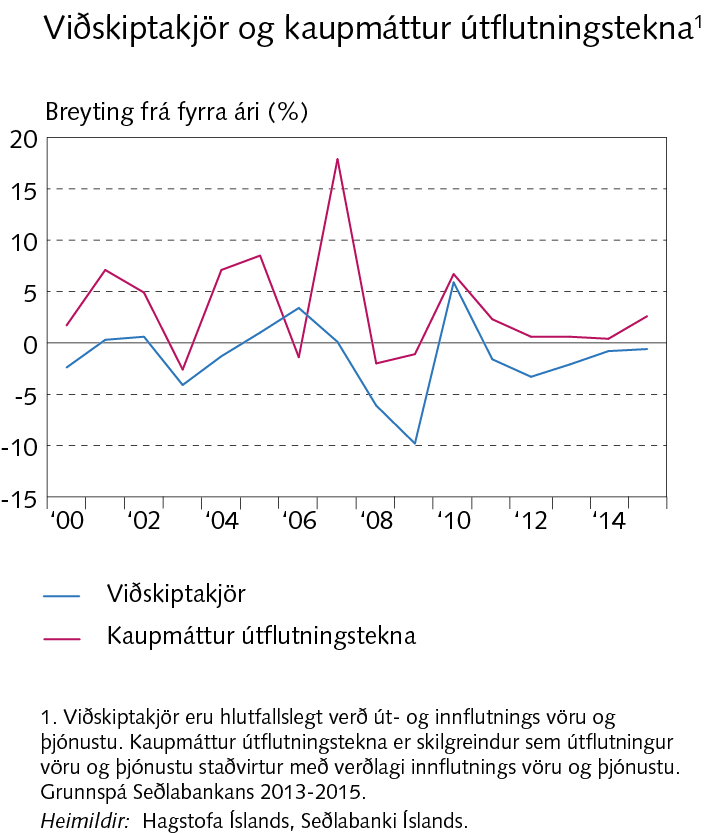 Viðskiptakjör og kaupmáttur útflutningstekna¹
Breyting frá fyrra ári (%)
20
15
10
5
0
-5
-10
-15
‘00 ‘02 ‘04 ‘06 ‘08 ‘10 ‘12 ‘14
Viðskiptakjör
Kaupmáttur útflutningstekna
1. Viðskiptakjör eru hlutfallslegt verð út- og innflutnings vöru og
þjónustu. Kaupmáttur útflutningstekna er skilgreindur sem útflutningur
vöru og þjónustu staðvirtur með verðlagi innflutnings vöru og þjónustu.
Grunnspá Seðlabankans 2013-2015.
Heimildir: Hagstofa Íslands, Seðlabanki Íslands.